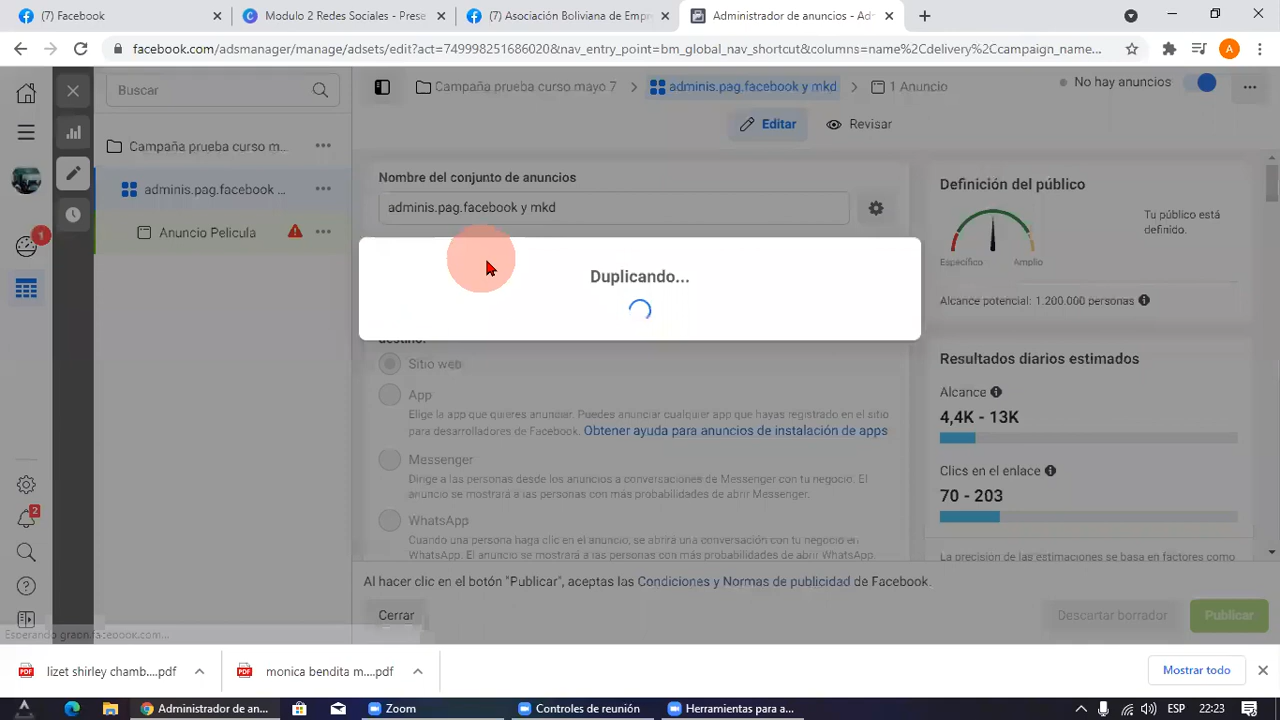 (7) Facebook
Modulo 2 Redes Sociales - Press
(7) Asociación Boliviana de Empr
Administrador de anuncios - Adm
facebook.com/adsmanager/manage/adsets/edit?act=749998251686020&nav_entry_point=bm_global_nav_shortcut&columns=name%2Cdelivery%2Ccampaign_name...
A
Buscar
Campaña prueba curso mayo 7
adminis.pag.facebook y mkd
1 Anuncio
No hay anuncios
Editar
Revisar
Campaña prueba curso m...
adminis.pag.facebook ...
Anuncio Pelicula
1
2
Nombre del conjunto de anuncios
adminis.pag.facebook y mkd
Duplicando...
destino.
Sitio web
App
Elige la app que quieres anunciar. Puedes anunciar cualquier app que hayas registrado en el sitio
para desarrolladores de Facebook. Obtener ayuda para anuncios de instalación de apps
Messenger
Dirige a las personas desde los anuncios a conversaciones de Messenger con tu negocio. El
anuncio se mostrará a las personas con más probabilidades de abrir Messenger.
WhatsApp
Cuando una persona haga clic en el anuncio, se abrirá una conversación con tu negocio en
WhatsApp. El anuncio se mostrará a las personas con más probabilidades de abrir WhatsApp.
Definición del público
Específico
Amplio
Tu público está
definido.
Alcance potencial: 1.200.000 personas
Resultados diarios estimados
Alcance
4,4K - 13K
Clics en el enlace
70 - 203
La precisión de las estimaciones se basa en factores como
Al hacer clic en el botón "Publicar", aceptas las Condiciones y Normas de publicidad de Facebook.
Cerrar
Descartar borrador
Publicar
Esperando graph.facebook.com...
lizet shirley chamb....pdf
monica bendita m....pdf
Mostrar todo
Administrador de an...
Zoom
Controles de reunión
Herramientas para a...
ESP
22:23